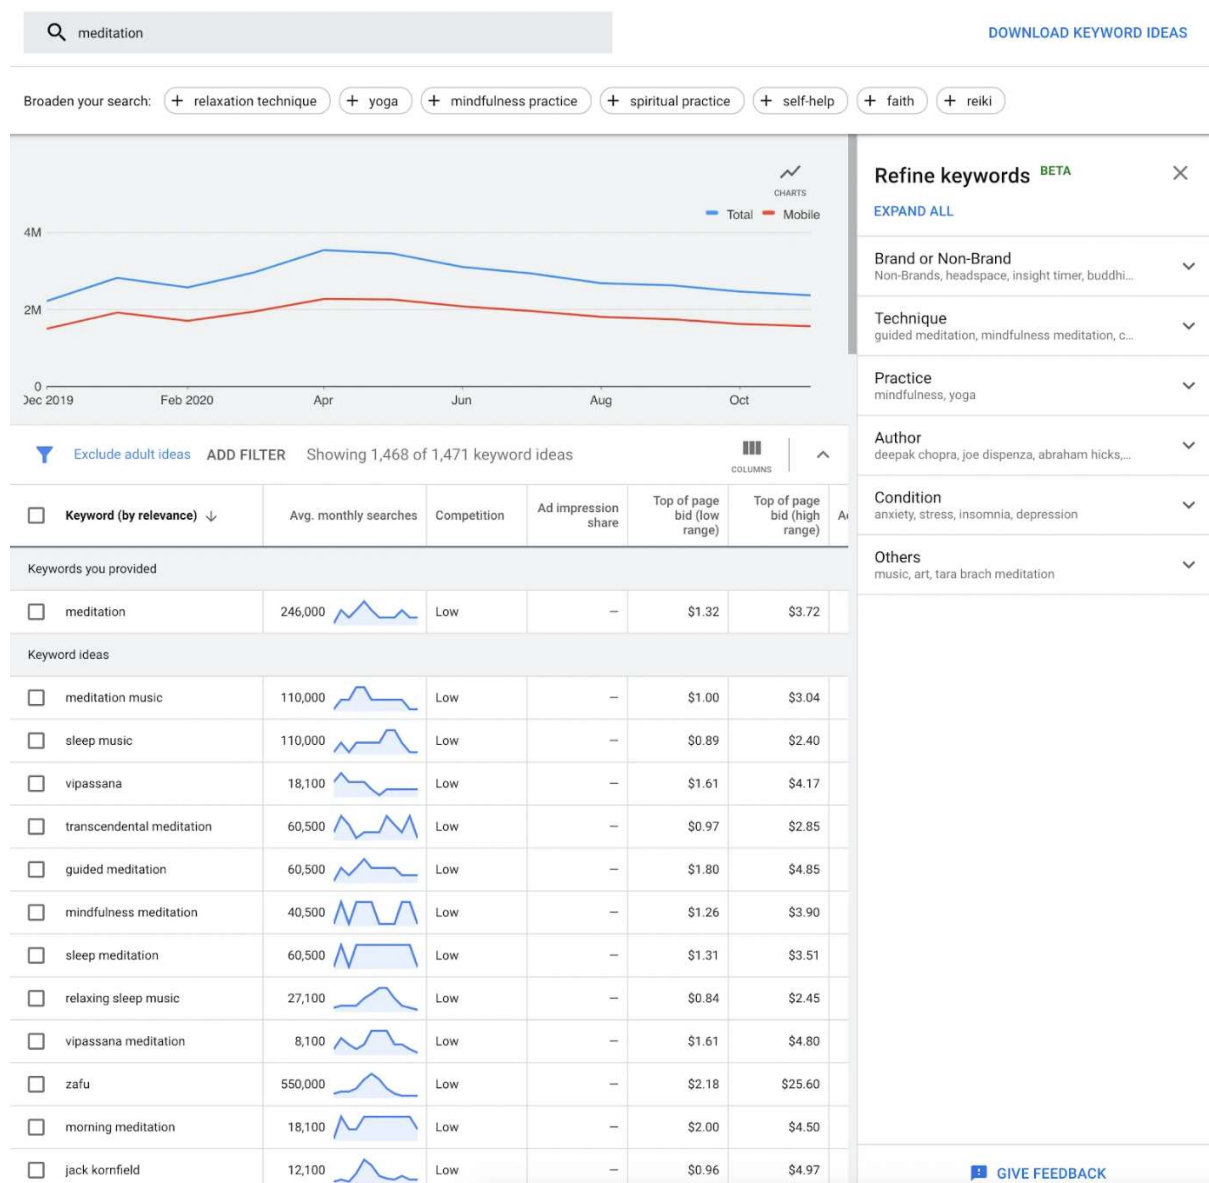 meditation
DOWNLOAD KEYWORD IDEAS
Broaden your search: + relaxation technique + yoga + mindfulness practice + spiritual practice + self-help + faith + reiki
CHARTS
Total Mobile
4M
2M
0
Dec 2019 Feb 2020 Apr Jun Aug Oct
Exclude adult ideas ADD FILTER Showing 1,468 of 1,471 keyword ideas
COLUMNS
Keyword (by relevance) ↓ Avg. monthly searches Competition Ad impression share Top of page bid (low range) Top of page bid (high range)
Keywords you provided
meditation 246,000 Low – $1.32 $3.72
Keyword ideas
meditation music 110,000 Low – $1.00 $3.04
sleep music 110,000 Low – $0.89 $2.40
vipassana 18,100 Low – $1.61 $4.17
transcendental meditation 60,500 Low – $0.97 $2.85
guided meditation 60,500 Low – $1.80 $4.85
mindfulness meditation 40,500 Low – $1.26 $3.90
sleep meditation 60,500 Low – $1.31 $3.51
relaxing sleep music 27,100 Low – $0.84 $2.45
vipassana meditation 8,100 Low – $1.61 $4.80
zafu 550,000 Low – $2.18 $25.60
morning meditation 18,100 Low – $2.00 $4.50
jack kornfield 12,100 Low – $0.96 $4.97
Refine keywords BETA
EXPAND ALL
Brand or Non-Brand
Non-Brands, headspace, insight timer, buddhi...
Technique
guided meditation, mindfulness meditation, c...
Practice
mindfulness, yoga
Author
deepak chopra, joe dispenza, abraham hicks,...
Condition
anxiety, stress, insomnia, depression
Others
music, art, tara brach meditation
GIVE FEEDBACK